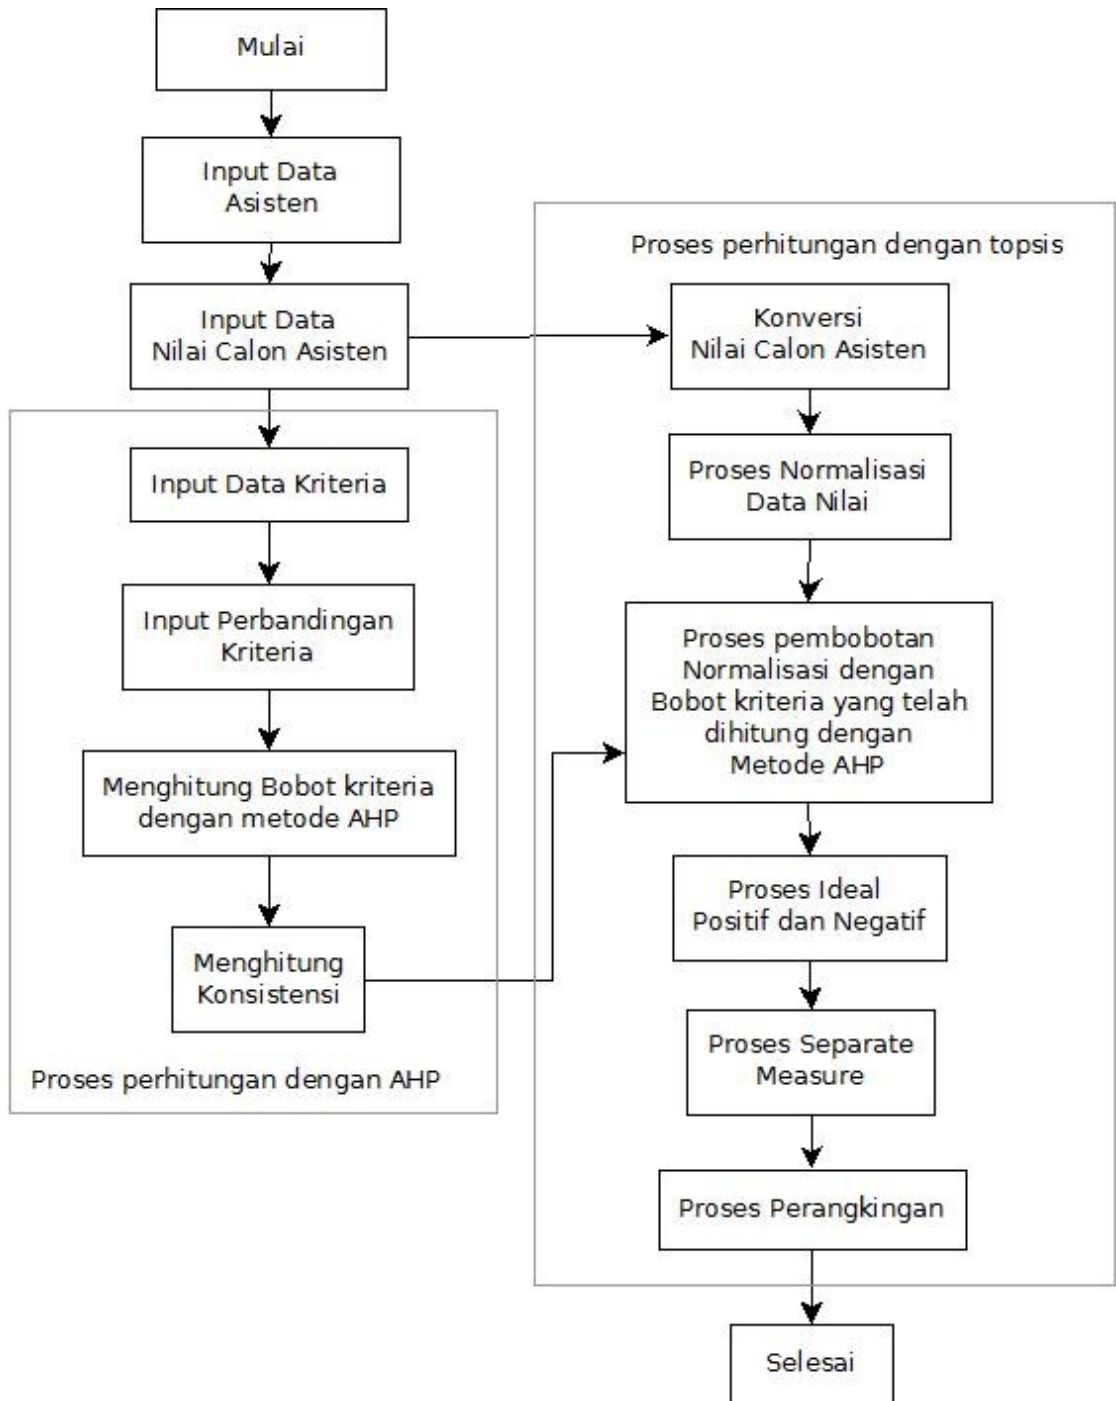 Mulai
Input Data
Asisten
Input Data
Nilai Calon Asisten
Input Data Kriteria
Input Perbandingan
Kriteria
Menghitung Bobot kriteria
dengan metode AHP
Menghitung
Konsistensi
Proses perhitungan dengan AHP
Proses perhitungan dengan topsis
Konversi
Nilai Calon Asisten
Proses Normalisasi
Data Nilai
Proses pembobotan
Normalisasi dengan
Bobot kriteria yang telah
dihitung dengan
Metode AHP
Proses Ideal
Positif dan Negatif
Proses Separate
Measure
Proses Perangkingan
Selesai